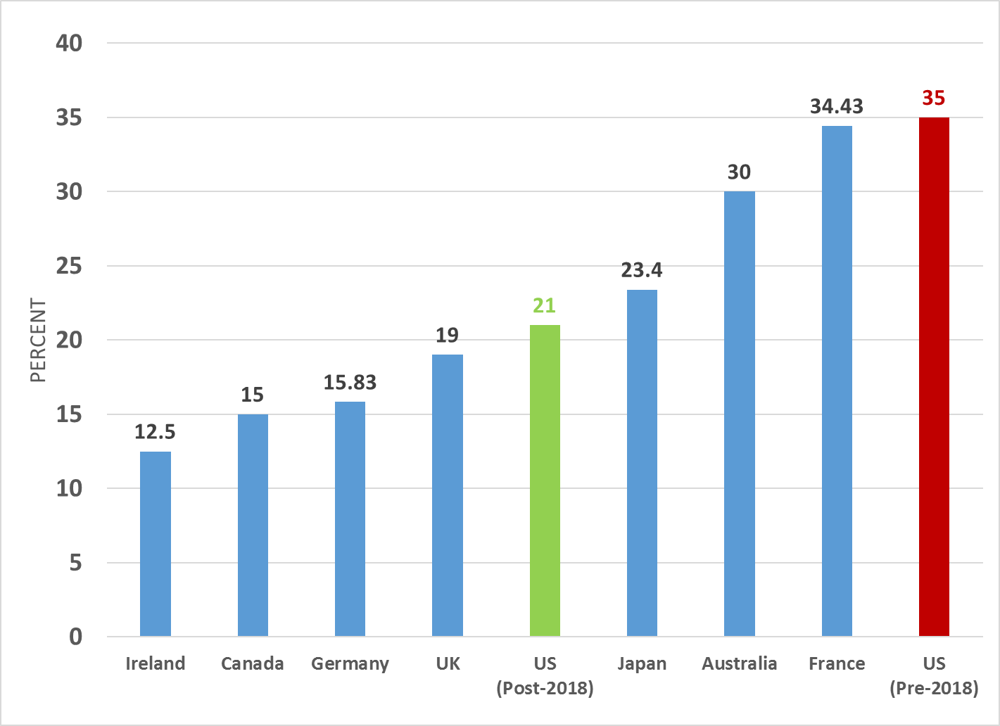 40
35
30
25
20
15
10
5
0
PERCENT
12.5
15
15.83
19
21
23.4
30
34.43
35
Ireland
Canada
Germany
UK
US
(Post-2018)
Japan
Australia
France
US
(Pre-2018)